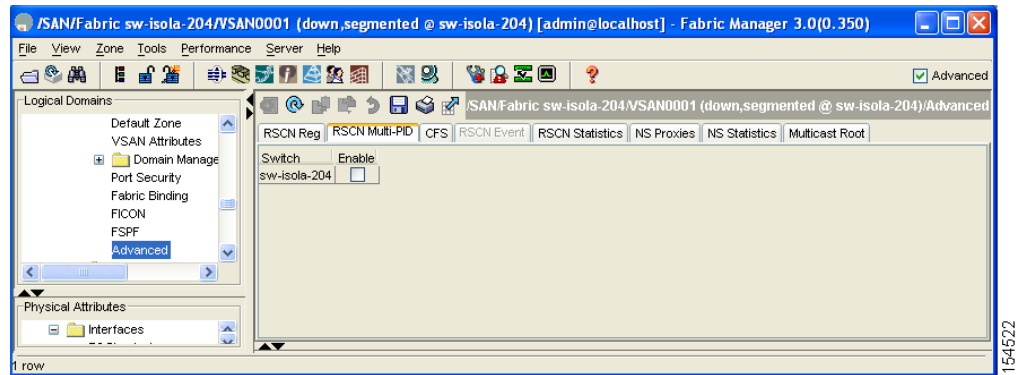 /SAN/Fabric sw-isola-204/VSAN0001 (down,segmented @ sw-isola-204) [admin@localhost] - Fabric Manager 3.0(0.350)
File View Zone Tools Performance Server Help
Advanced
Logical Domains
/SAN/Fabric sw-isola-204/VSAN0001 (down,segmented @ sw-isola-204)/Advanced
Default Zone
VSAN Attributes
Domain Manage
Port Security
Fabric Binding
FICON
FSPF
Advanced
RSCN Reg RSCN Multi-PID CFS RSCN Event RSCN Statistics NS Proxies NS Statistics Multicast Root
Switch Enable
sw-isola-204
Physical Attributes
Interfaces
1 row
154522